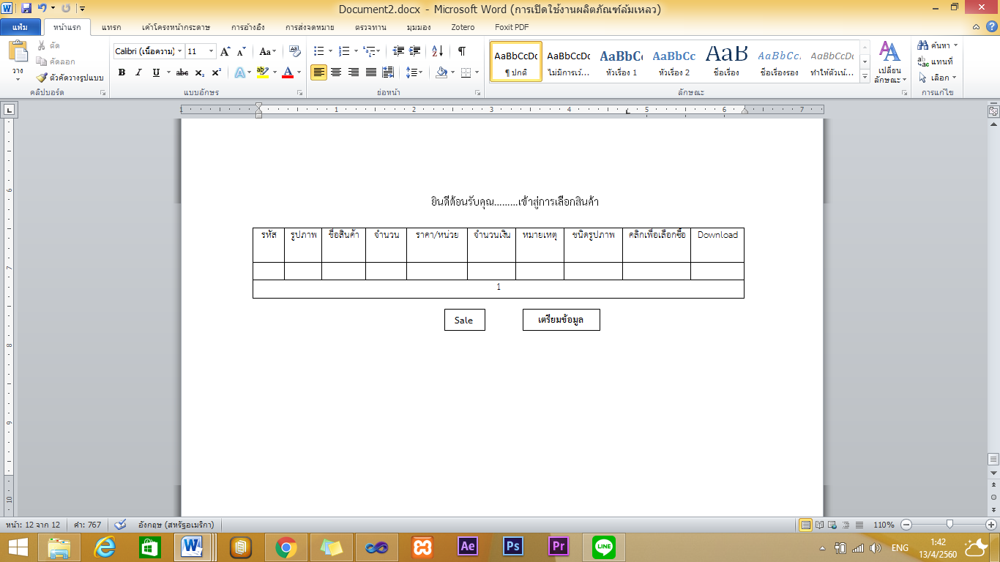 Document2.docx - Microsoft Word (การเปิดใช้งานผลิตภัณฑ์ล้มเหลว)
แฟ้ม หน้าแรก แทรก เค้าโครงหน้ากระดาษ การอ้างอิง การส่งจดหมาย ตรวจทาน มุมมอง Zotero Foxit PDF
วาง
ตัด
คัดลอก
ตัวคัดวางรูปแบบ
คลิปบอร์ด
Calibri (เนื้อความ) 11
แบบอักษร
ย่อหน้า
AaBbCcDc AaBbCcDc AaBbC AaBbCc AaB AaBbCc AaBbCcDc
¶ ปกติ ไม่มีการเว้... หัวเรื่อง 1 หัวเรื่อง 2 ชื่อเรื่อง ชื่อเรื่องรอง ทำให้ตัวเน้...
ลักษณะ
เปลี่ยน
ลักษณะ
ค้นหา
แทนที่
เลือก
การแก้ไข
1 1 2 3 4 5 6 7
6
7
8
9
10
ยินดีต้อนรับคุณ.........เข้าสู่การเลือกสินค้า
รหัส รูปภาพ ชื่อสินค้า จำนวน ราคา/หน่วย จำนวนเงิน หมายเหตุ ชนิดรูปภาพ คลิกเพื่อเลือกซื้อ Download
1
Sale เตรียมข้อมูล
หน้า: 12 จาก 12 คำ: 767 อังกฤษ (สหรัฐอเมริกา) 110%
Ae Ps Pr LINE ENG 1:42
13/4/2560